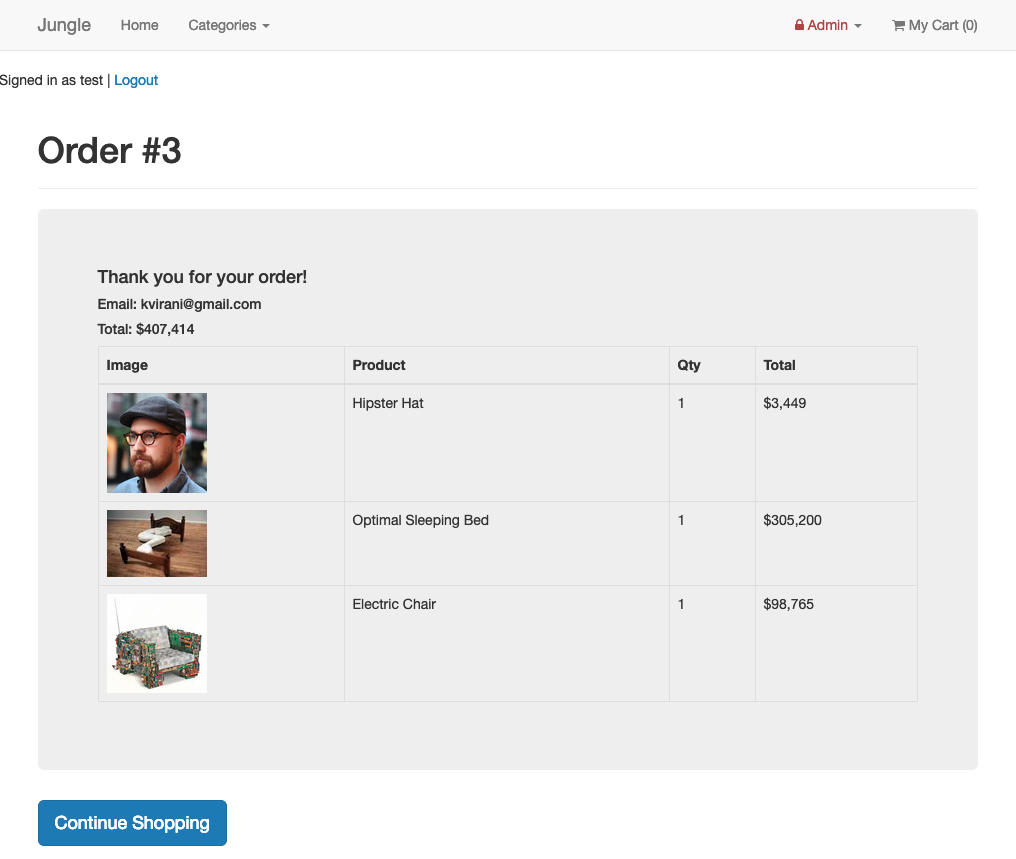 Jungle Home Categories Admin My Cart (0)
Signed in as test | Logout
Order #3
Thank you for your order!
Email: kvirani@gmail.com
Total: $407,414
Image Product Qty Total
Hipster Hat 1 $3,449
Optimal Sleeping Bed 1 $305,200
Electric Chair 1 $98,765
Continue Shopping